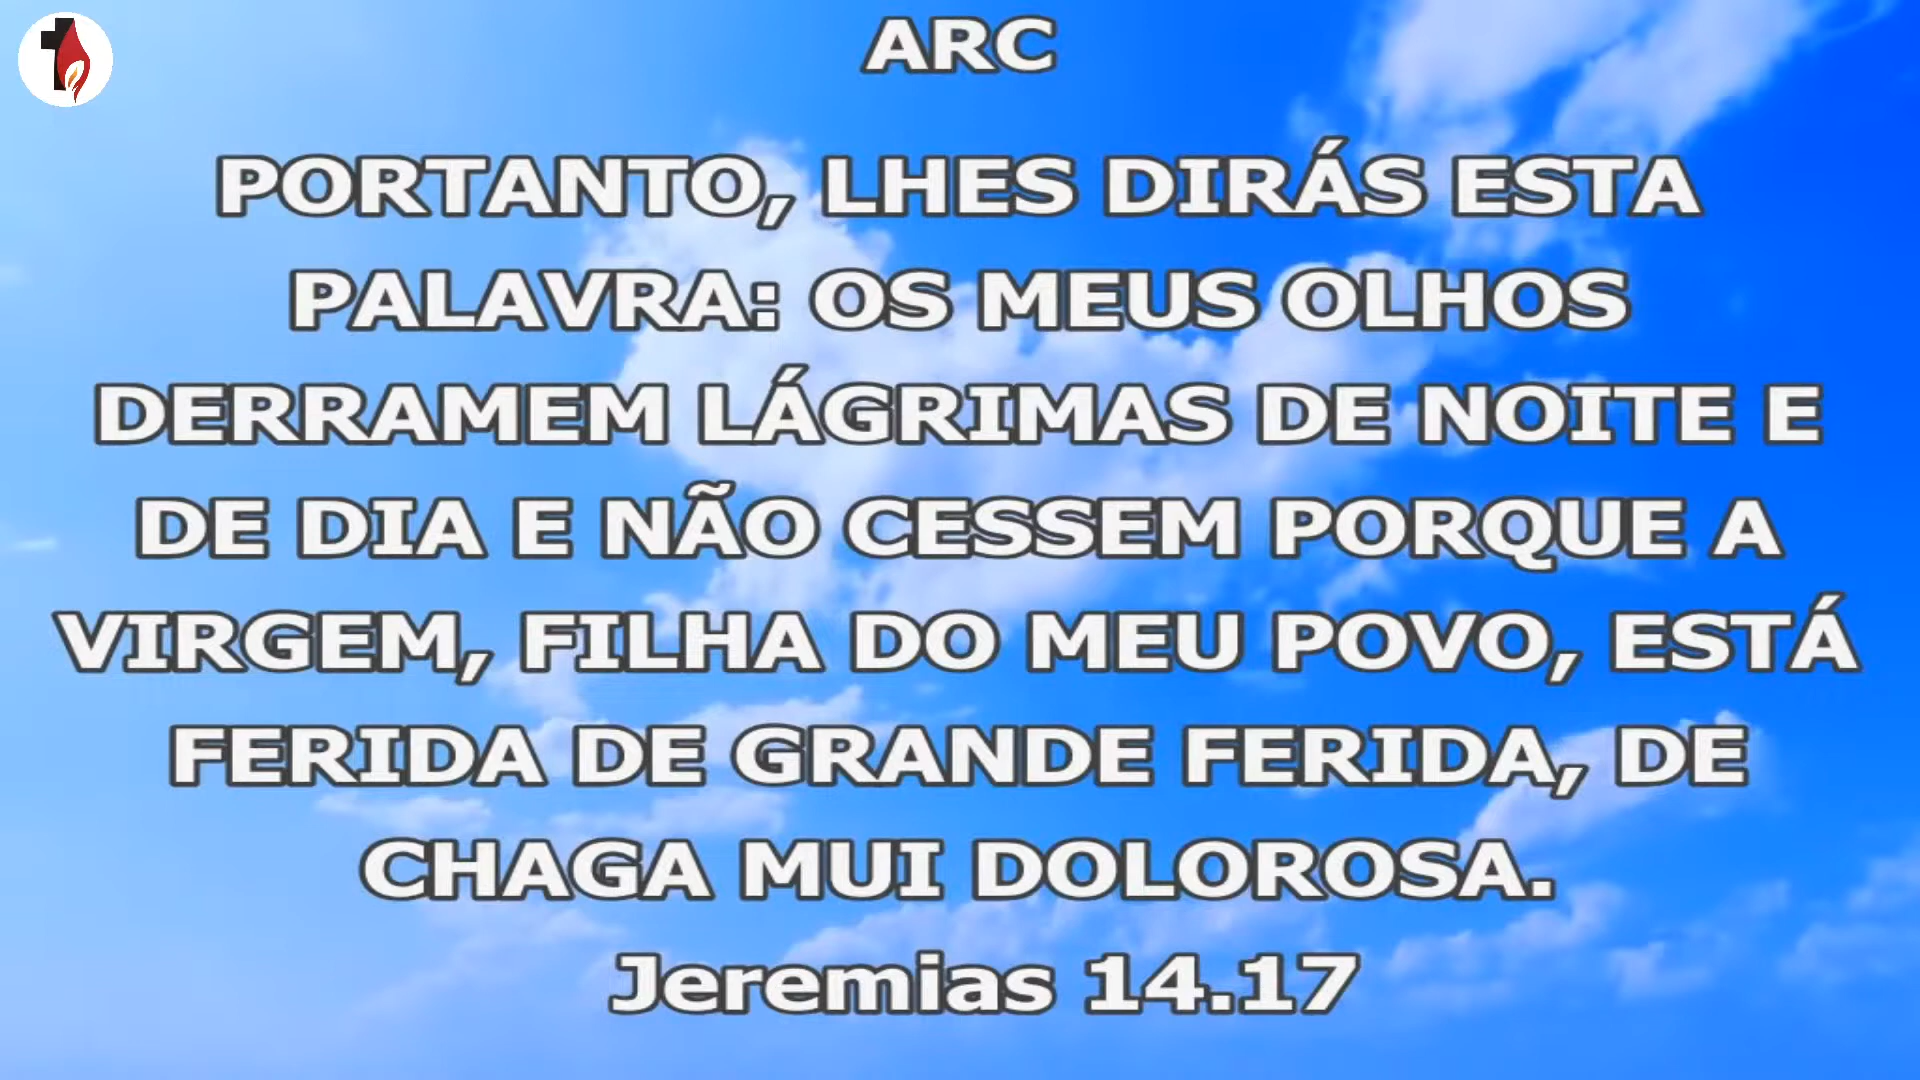 ARC
PORTANTO, LHES DIRÁS ESTA
PALAVRA: OS MEUS OLHOS
DERRAMEM LÁGRIMAS DE NOITE E
DE DIA E NÃO CESSEM PORQUE A
VIRGEM, FILHA DO MEU POVO, ESTÁ
FERIDA DE GRANDE FERIDA, DE
CHAGA MUI DOLOROSA.
Jeremias 14.17